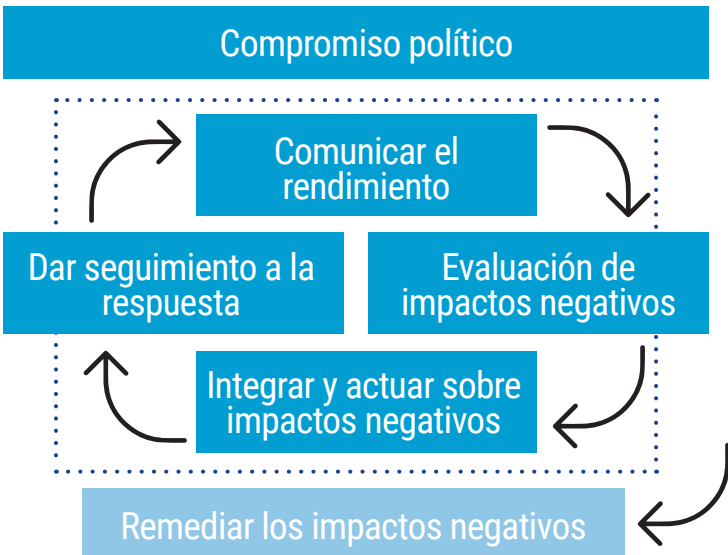 Compromiso político
Comunicar el
rendimiento
Dar seguimiento a la
respuesta
Evaluación de
impactos negativos
Integrar y actuar sobre
impactos negativos
Remediar los impactos negativos